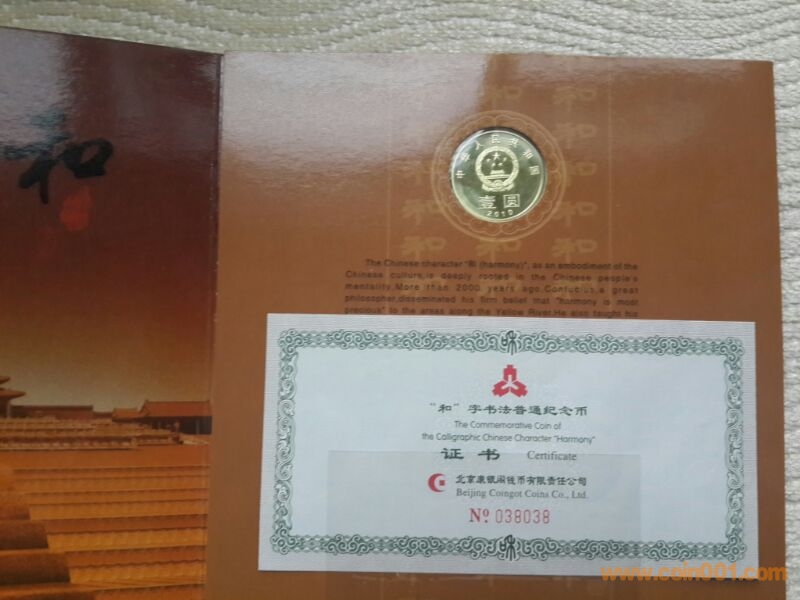 和
中华人民共和国
壹圆
2010
The Chinese character "和 (harmony)", as an embodiment of the
Chinese culture,is deeply rooted in the Chinese people's
mentality.More than 2000 years ago,Confucius,a great
philosopher,disseminated his firm belief that "harmony is most
precious" to the areas along the Yellow River.He also taught his
"和"字书法普通纪念币
The Commemorative Coin of
the Calligraphic Chinese Character "Harmony"
证书 Certificate
北京康银阁钱币有限责任公司
Beijing Coingot Coins Co., Ltd.
№ 038038
www.coin001.com